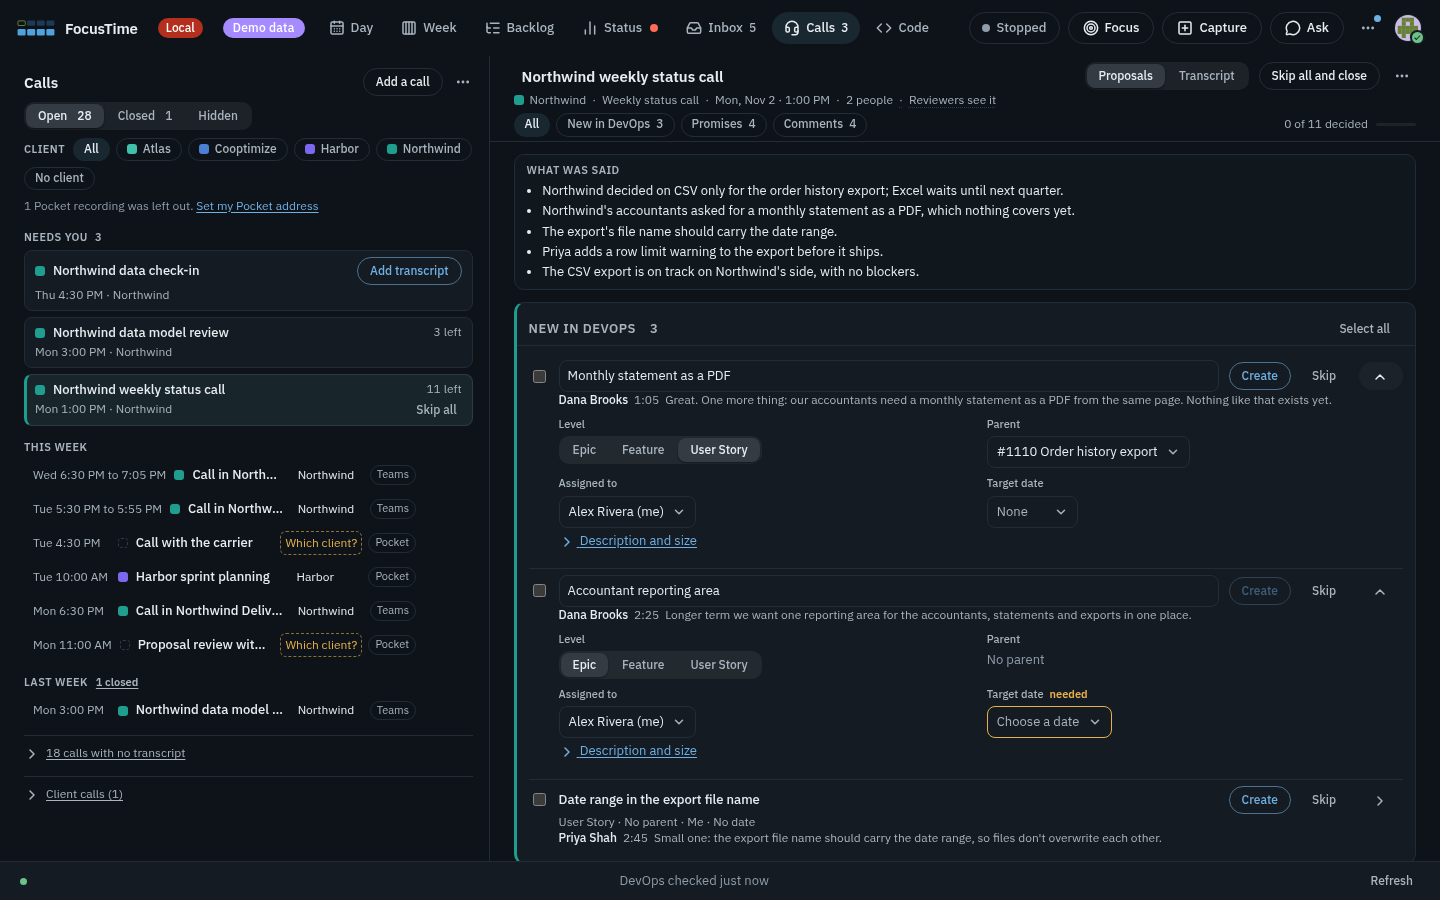 FocusTime
Local
Demo data
Day
Week
Backlog
Status
Inbox 5
Calls 3
Code
Stopped
Focus
Capture
Ask
Calls
Add a call
Open 28
Closed 1
Hidden
CLIENT
All
Atlas
Cooptimize
Harbor
Northwind
No client
1 Pocket recording was left out. Set my Pocket address
NEEDS YOU 3
Northwind data check-in
Add transcript
Thu 4:30 PM · Northwind
Northwind data model review
3 left
Mon 3:00 PM · Northwind
Northwind weekly status call
11 left
Mon 1:00 PM · Northwind
Skip all
THIS WEEK
Wed 6:30 PM to 7:05 PM Call in North... Northwind Teams
Tue 5:30 PM to 5:55 PM Call in Northw... Northwind Teams
Tue 4:30 PM Call with the carrier Which client? Pocket
Tue 10:00 AM Harbor sprint planning Harbor Pocket
Mon 6:30 PM Call in Northwind Deliv... Northwind Teams
Mon 11:00 AM Proposal review wit... Which client? Pocket
LAST WEEK 1 closed
Mon 3:00 PM Northwind data model ... Northwind Teams
18 calls with no transcript
Client calls (1)
Northwind weekly status call
Proposals
Transcript
Skip all and close
Northwind · Weekly status call · Mon, Nov 2 · 1:00 PM · 2 people · Reviewers see it
All
New in DevOps 3
Promises 4
Comments 4
0 of 11 decided
WHAT WAS SAID
• Northwind decided on CSV only for the order history export; Excel waits until next quarter.
• Northwind's accountants asked for a monthly statement as a PDF, which nothing covers yet.
• The export's file name should carry the date range.
• Priya adds a row limit warning to the export before it ships.
• The CSV export is on track on Northwind's side, with no blockers.
NEW IN DEVOPS 3
Select all
Monthly statement as a PDF
Create
Skip
Dana Brooks 1:05 Great. One more thing: our accountants need a monthly statement as a PDF from the same page. Nothing like that exists yet.
Level
Parent
Epic
Feature
User Story
#1110 Order history export
Assigned to
Target date
Alex Rivera (me)
None
Description and size
Accountant reporting area
Create
Skip
Dana Brooks 2:25 Longer term we want one reporting area for the accountants, statements and exports in one place.
Level
Parent
Epic
Feature
User Story
No parent
Assigned to
Target date needed
Alex Rivera (me)
Choose a date
Description and size
Date range in the export file name
Create
Skip
User Story · No parent · Me · No date
Priya Shah 2:45 Small one: the export file name should carry the date range, so files don't overwrite each other.
DevOps checked just now
Refresh